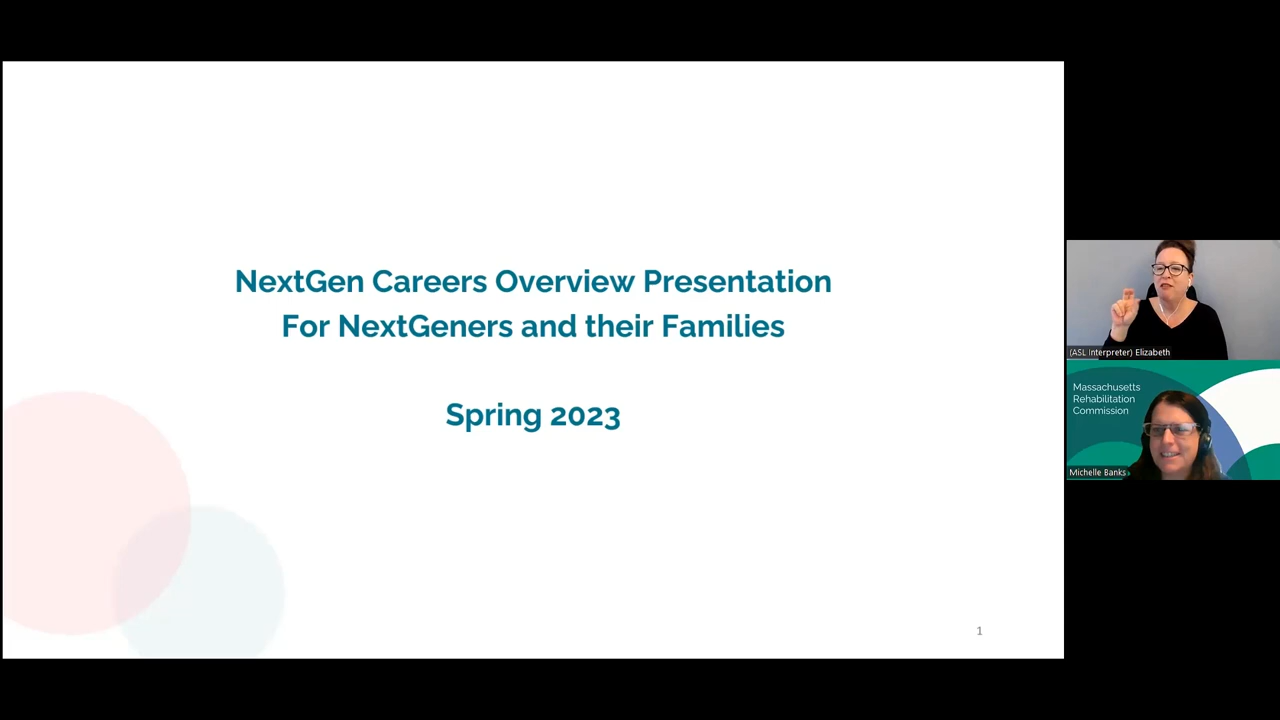 NextGen Careers Overview Presentation
For NextGeners and their Families
Spring 2023
1
(ASL Interpreter) Elizabeth
Massachusetts
Rehabilitation
Commission
Michelle Banks